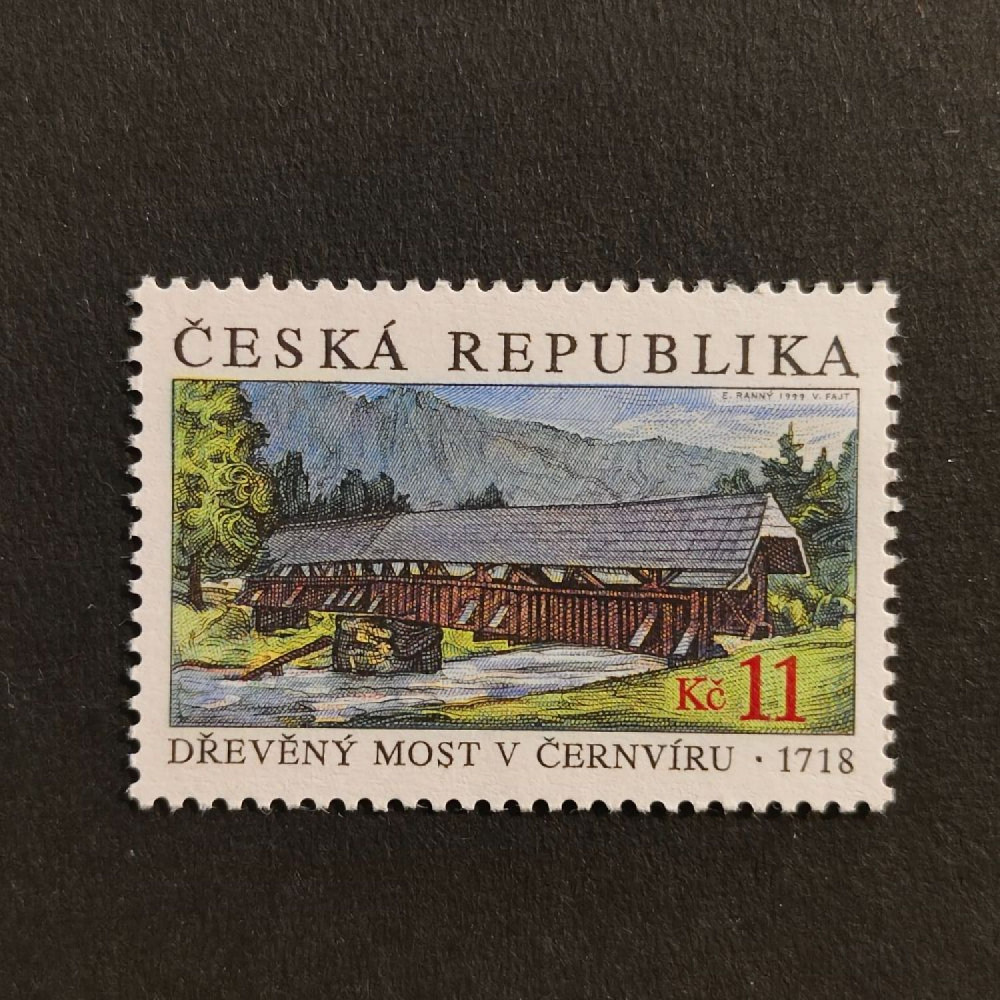 ČESKÁ REPUBLIKA
E. RANNÝ 1999 V. FAJT
Kč 11
DŘEVĚNÝ MOST V ČERNVÍRU · 1718